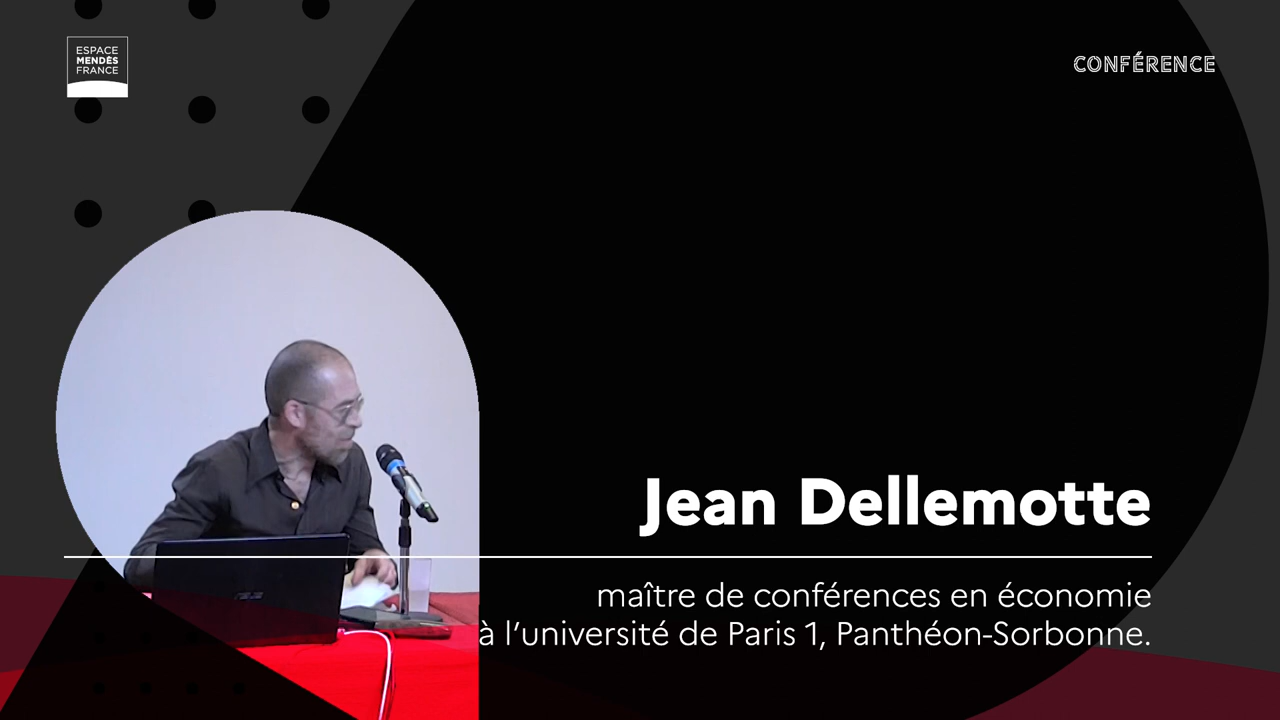 ESPACE
MENDÈS
FRANCE
CONFÉRENCE
Jean Dellemotte
maître de conférences en économie
à l'université de Paris 1, Panthéon-Sorbonne.